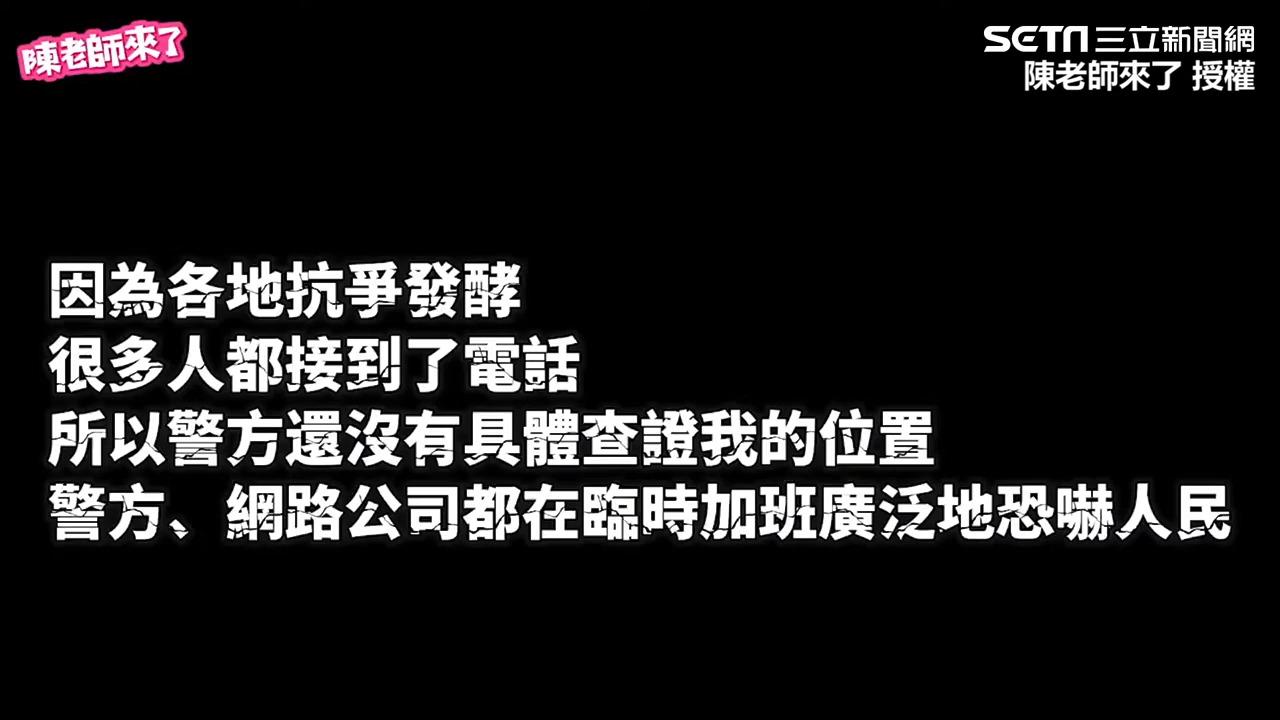 陳老師來了
SETN三立新聞網
陳老師來了 授權
因為各地抗爭發酵
很多人都接到了電話
所以警方還沒有具體查證我的位置
警方、網路公司都在臨時加班廣泛地恐嚇人民